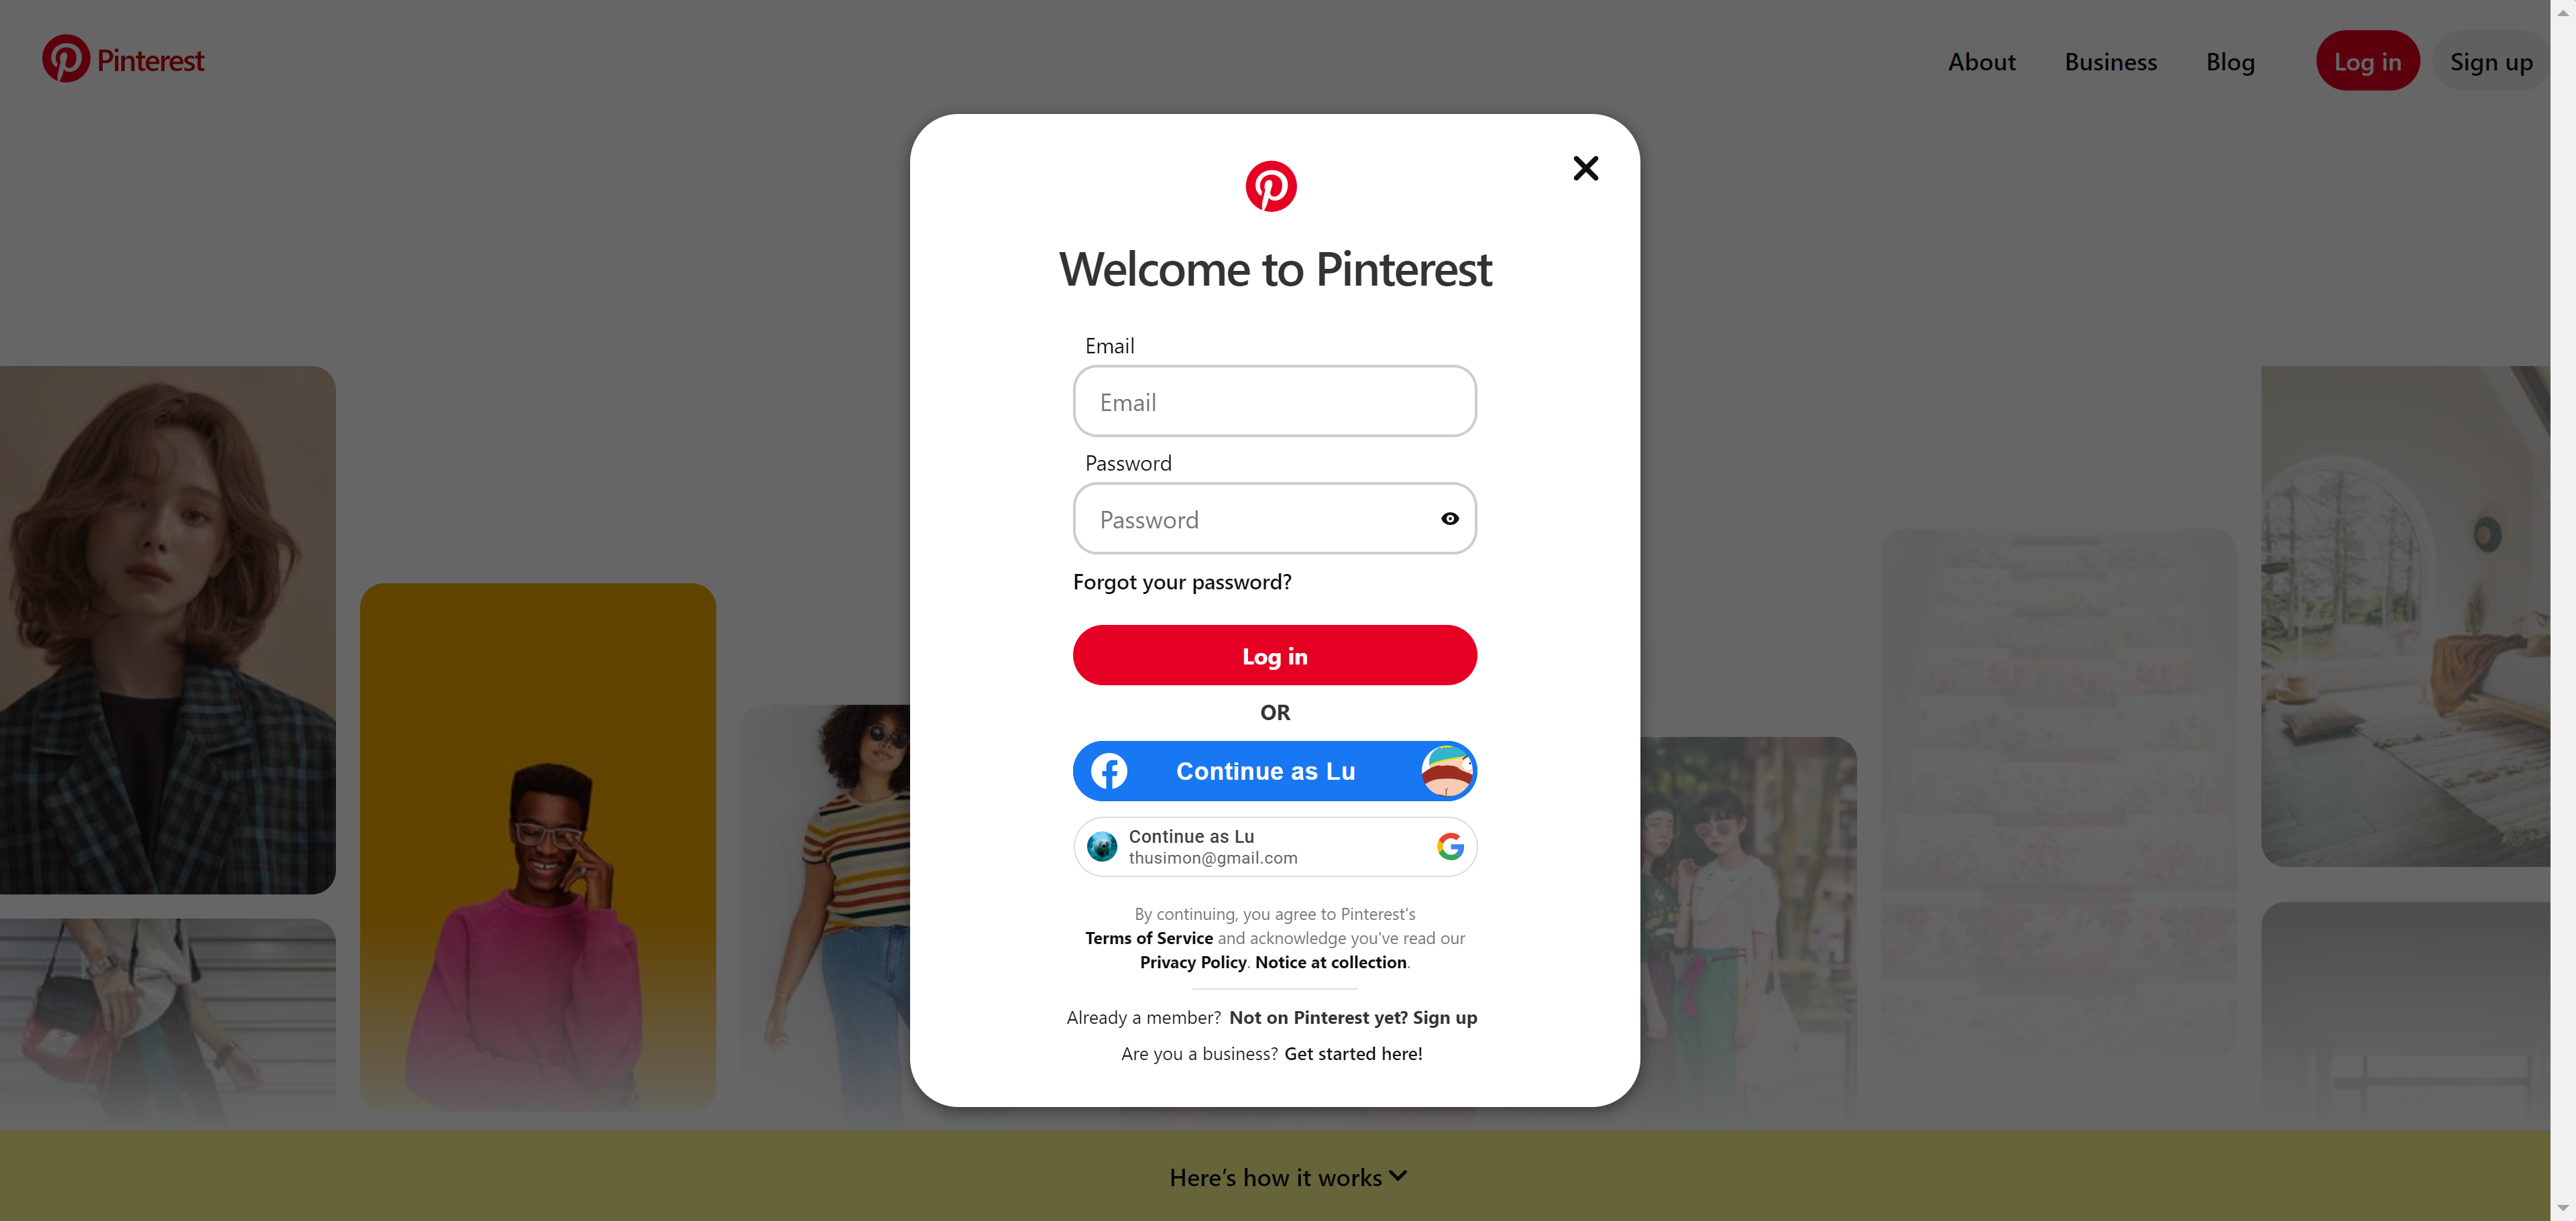 Pinterest
About
Business
Blog
Log in
Sign up
Welcome to Pinterest
Email
Email
Password
Password
Forgot your password?
Log in
OR
Continue as Lu
Continue as Lu
thusimon@gmail.com
By continuing, you agree to Pinterest's
Terms of Service and acknowledge you've read our
Privacy Policy. Notice at collection.
Already a member? Not on Pinterest yet? Sign up
Are you a business? Get started here!
Here’s how it works